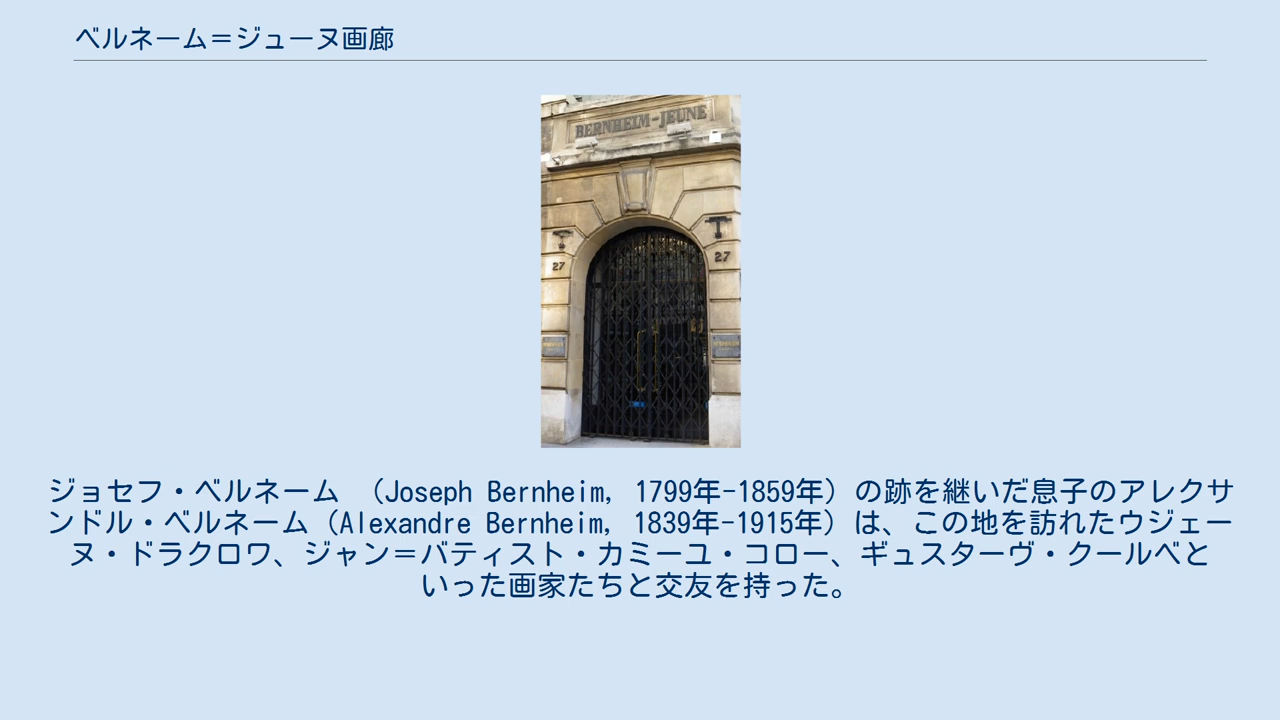 ベルネーム＝ジューヌ画廊
BERNHEIM-JEUNE
27
27
ジョセフ・ベルネーム （Joseph Bernheim, 1799年-1859年）の跡を継いだ息子のアレクサ
ンドル・ベルネーム（Alexandre Bernheim, 1839年-1915年）は、この地を訪れたウジェー
ヌ・ドラクロワ、ジャン＝バティスト・カミーユ・コロー、ギュスターヴ・クールベと
いった画家たちと交友を持った。